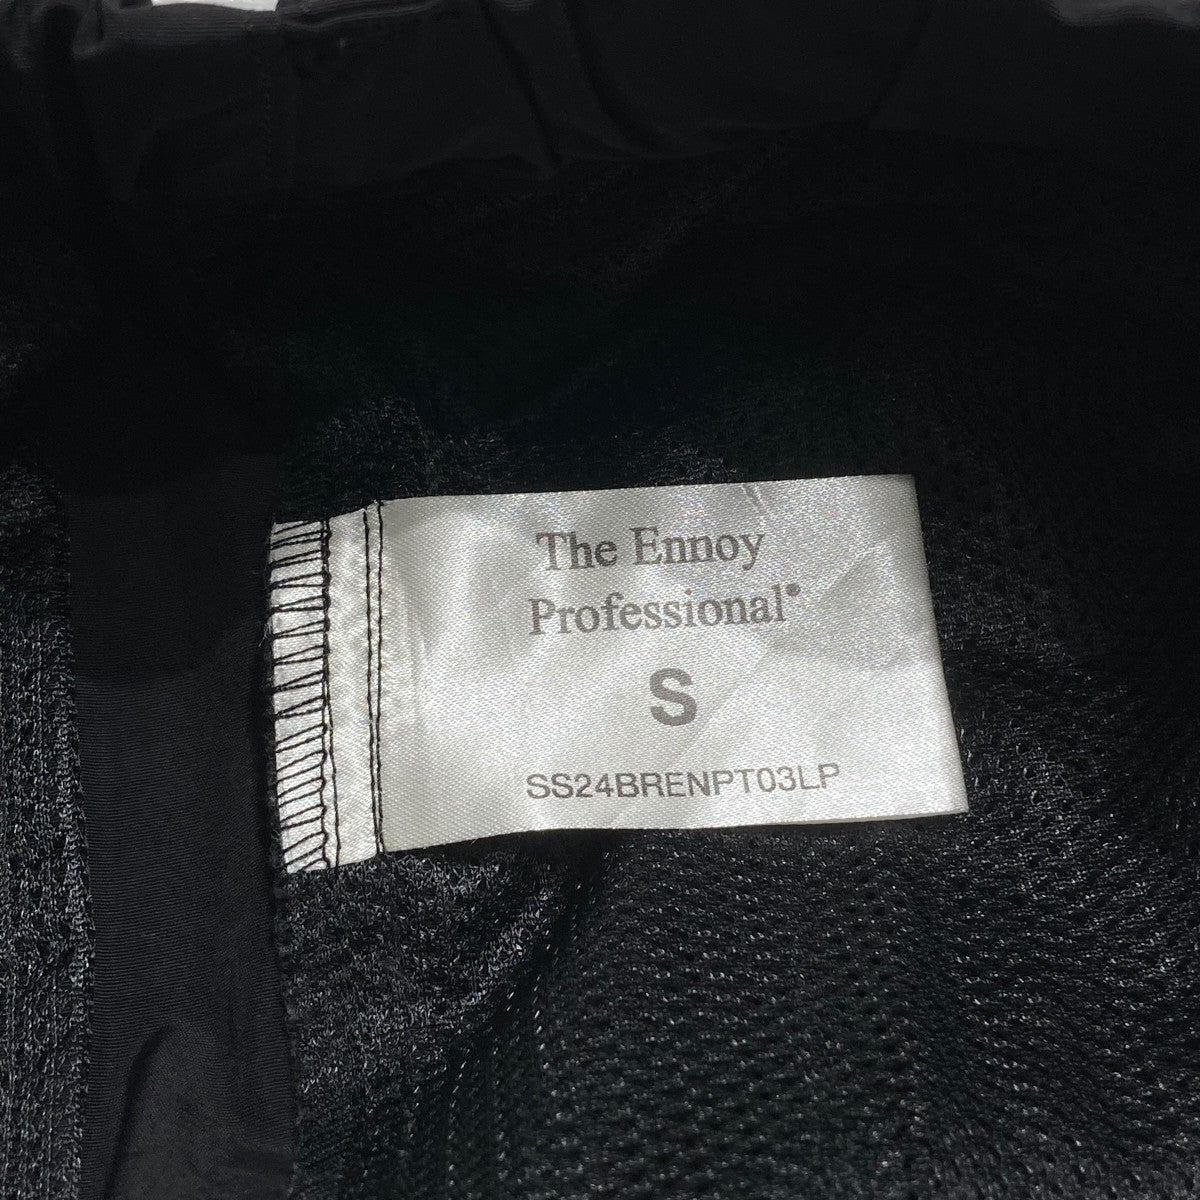 The Ennoy
Professional®
S
SS24BRENPT03LP